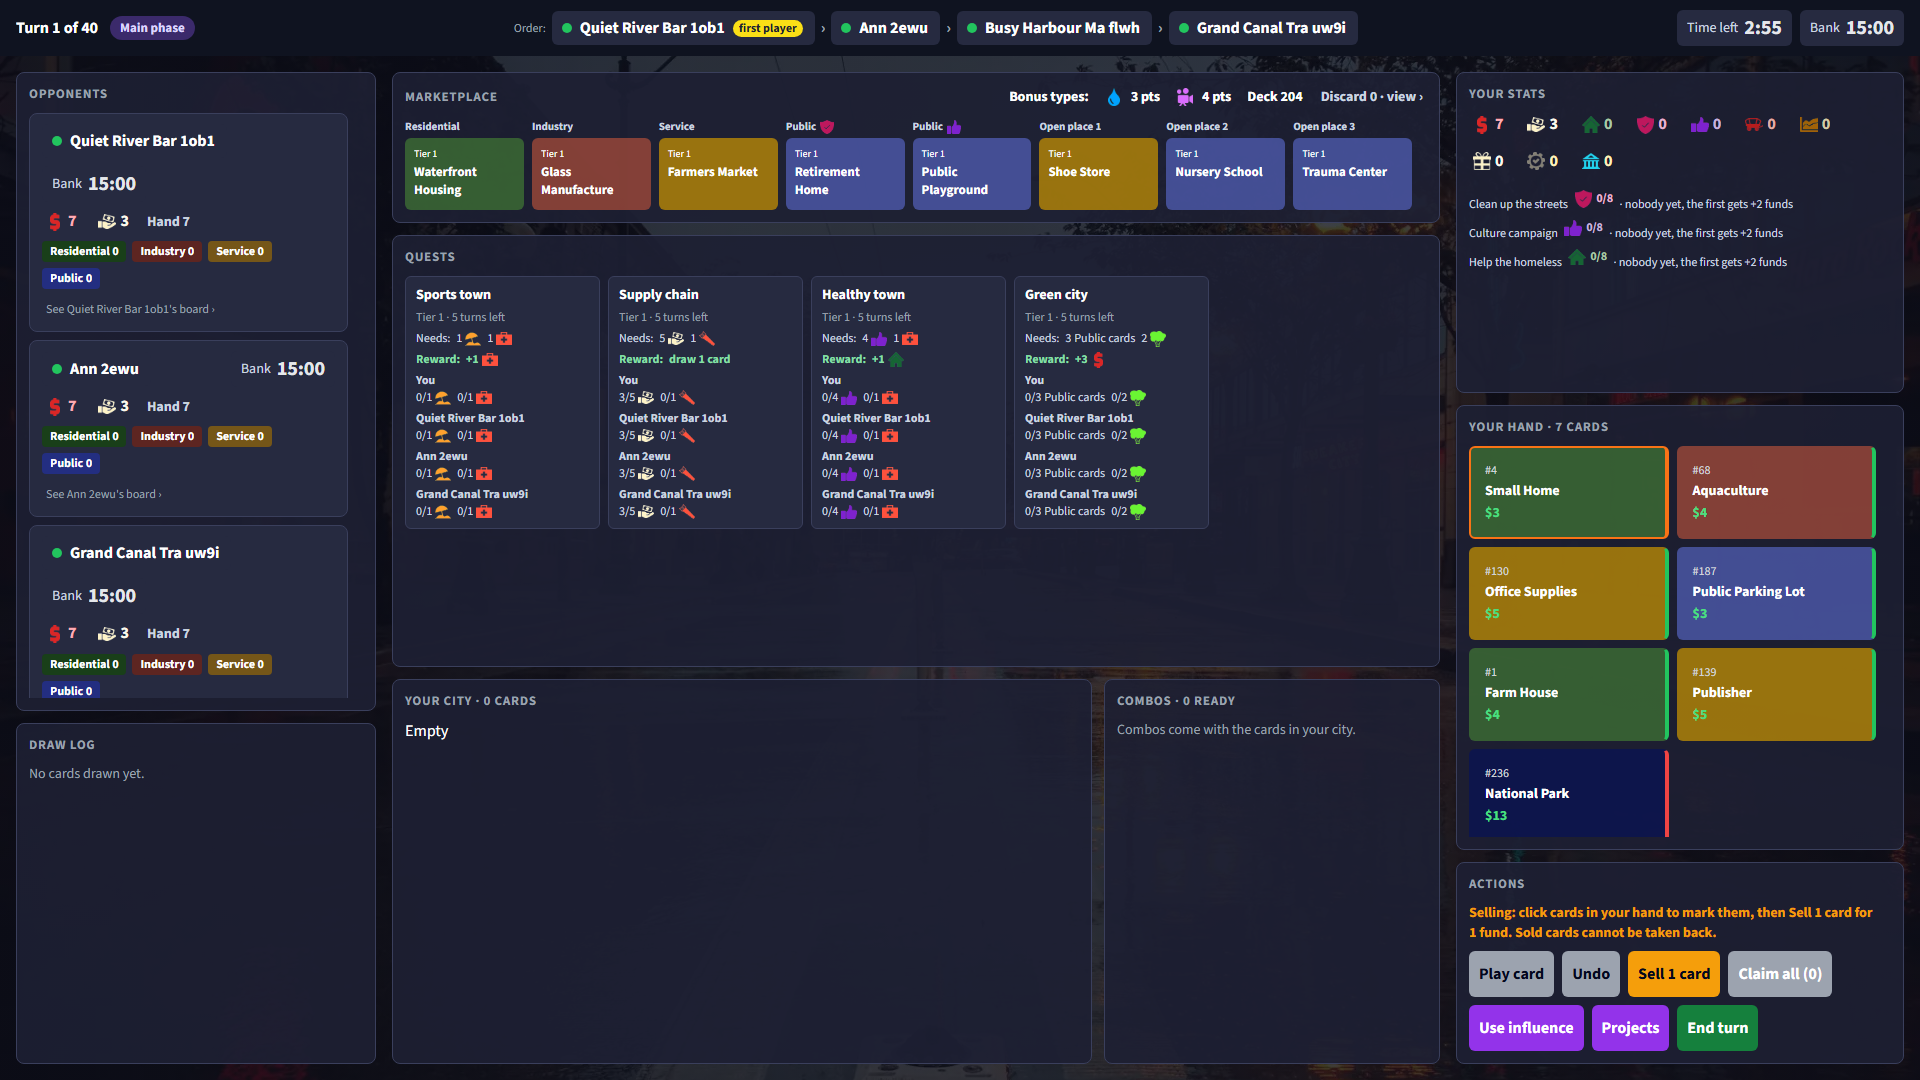 Turn 1 of 40
Main phase
Order:
Quiet River Bar 1ob1
first player
›
Ann 2ewu
›
Busy Harbour Ma flwh
›
Grand Canal Tra uw9i
Time left 2:55
Bank 15:00
OPPONENTS
Quiet River Bar 1ob1
Bank 15:00
7 3 Hand 7
Residential 0 Industry 0 Service 0
Public 0
See Quiet River Bar 1ob1's board ›
Ann 2ewu
Bank 15:00
7 3 Hand 7
Residential 0 Industry 0 Service 0
Public 0
See Ann 2ewu's board ›
Grand Canal Tra uw9i
Bank 15:00
7 3 Hand 7
Residential 0 Industry 0 Service 0
Public 0
DRAW LOG
No cards drawn yet.
MARKETPLACE
Bonus types: 3 pts 4 pts Deck 204 Discard 0 · view ›
Residential
Tier 1
Waterfront
Housing
Industry
Tier 1
Glass
Manufacture
Service
Tier 1
Farmers Market
Public
Tier 1
Retirement
Home
Public
Tier 1
Public
Playground
Open place 1
Tier 1
Shoe Store
Open place 2
Tier 1
Nursery School
Open place 3
Tier 1
Trauma Center
QUESTS
Sports town
Tier 1 · 5 turns left
Needs: 1 1
Reward: +1
You
0/1 0/1
Quiet River Bar 1ob1
0/1 0/1
Ann 2ewu
0/1 0/1
Grand Canal Tra uw9i
0/1 0/1
Supply chain
Tier 1 · 5 turns left
Needs: 5 1
Reward: draw 1 card
You
3/5 0/1
Quiet River Bar 1ob1
3/5 0/1
Ann 2ewu
3/5 0/1
Grand Canal Tra uw9i
3/5 0/1
Healthy town
Tier 1 · 5 turns left
Needs: 4 1
Reward: +1
You
0/4 0/1
Quiet River Bar 1ob1
0/4 0/1
Ann 2ewu
0/4 0/1
Grand Canal Tra uw9i
0/4 0/1
Green city
Tier 1 · 5 turns left
Needs: 3 Public cards 2
Reward: +3
You
0/3 Public cards 0/2
Quiet River Bar 1ob1
0/3 Public cards 0/2
Ann 2ewu
0/3 Public cards 0/2
Grand Canal Tra uw9i
0/3 Public cards 0/2
YOUR CITY · 0 CARDS
Empty
COMBOS · 0 READY
Combos come with the cards in your city.
YOUR STATS
7 3 0 0 0 0 0
0 0 0
Clean up the streets 0/8 · nobody yet, the first gets +2 funds
Culture campaign 0/8 · nobody yet, the first gets +2 funds
Help the homeless 0/8 · nobody yet, the first gets +2 funds
YOUR HAND · 7 CARDS
#4
Small Home
$3
#68
Aquaculture
$4
#130
Office Supplies
$5
#187
Public Parking Lot
$3
#1
Farm House
$4
#139
Publisher
$5
#236
National Park
$13
ACTIONS
Selling: click cards in your hand to mark them, then Sell 1 card for
1 fund. Sold cards cannot be taken back.
Play card
Undo
Sell 1 card
Claim all (0)
Use influence
Projects
End turn